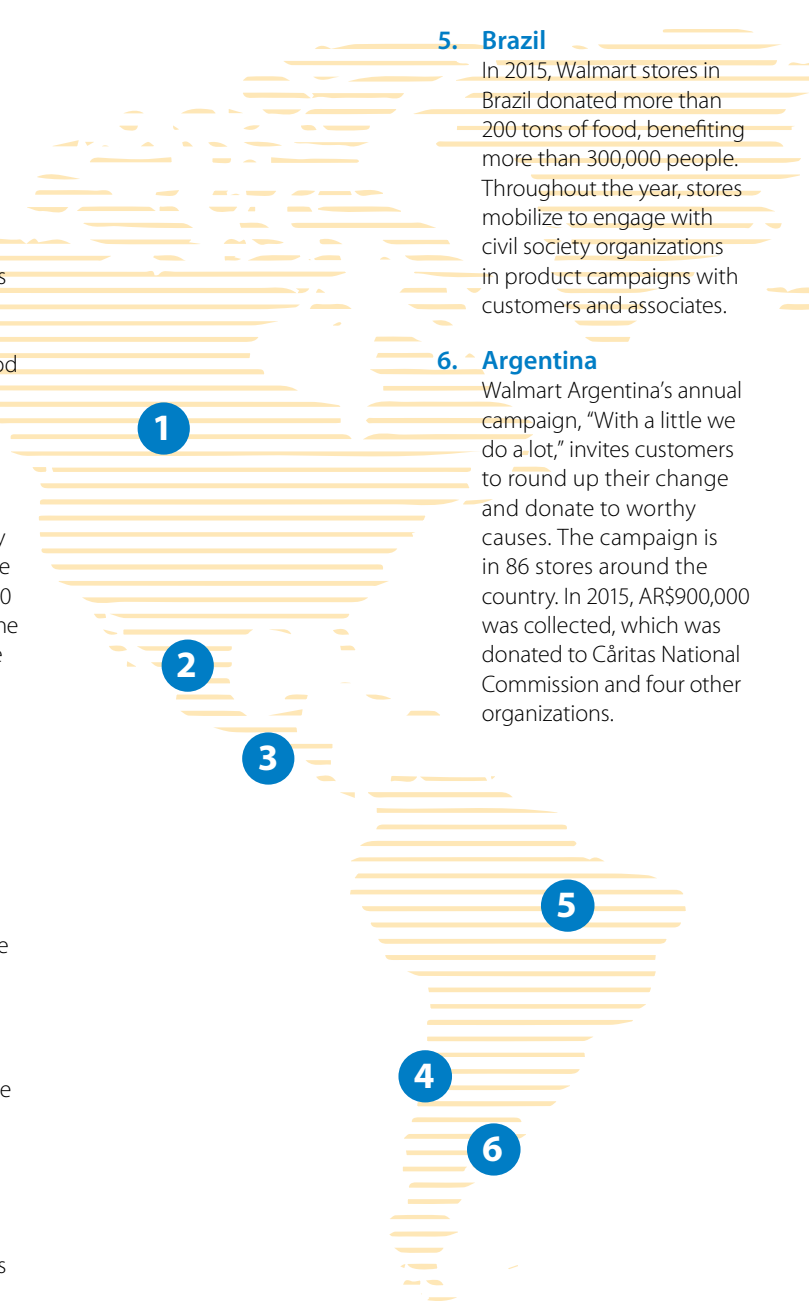 5. Brazil
In 2015, Walmart stores in
Brazil donated more than
200 tons of food, benefiting
more than 300,000 people.
Throughout the year, stores
mobilize to engage with
civil society organizations
in product campaigns with
customers and associates.
6. Argentina
Walmart Argentina’s annual
campaign, “With a little we
do a lot,” invites customers
to round up their change
and donate to worthy
causes. The campaign is
in 86 stores around the
country. In 2015, AR$900,000
was collected, which was
donated to Cåritas National
Commission and four other
organizations.
1
2
3
5
4
6